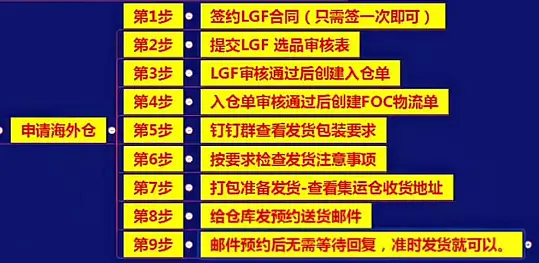 第1步 签约LGF合同（只需签一次即可）
第2步 提交LGF 选品审核表
第3步 LGF审核通过后创建入仓单
第4步 入仓单审核通过后创建FOC物流单
申请海外仓 第5步 钉钉群查看发货包装要求
第6步 按要求检查发货注意事项
第7步 打包准备发货-查看集运仓收货地址
第8步 给仓库发预约送货邮件
第9步 邮件预约后无需等待回复，准时发货就可以。